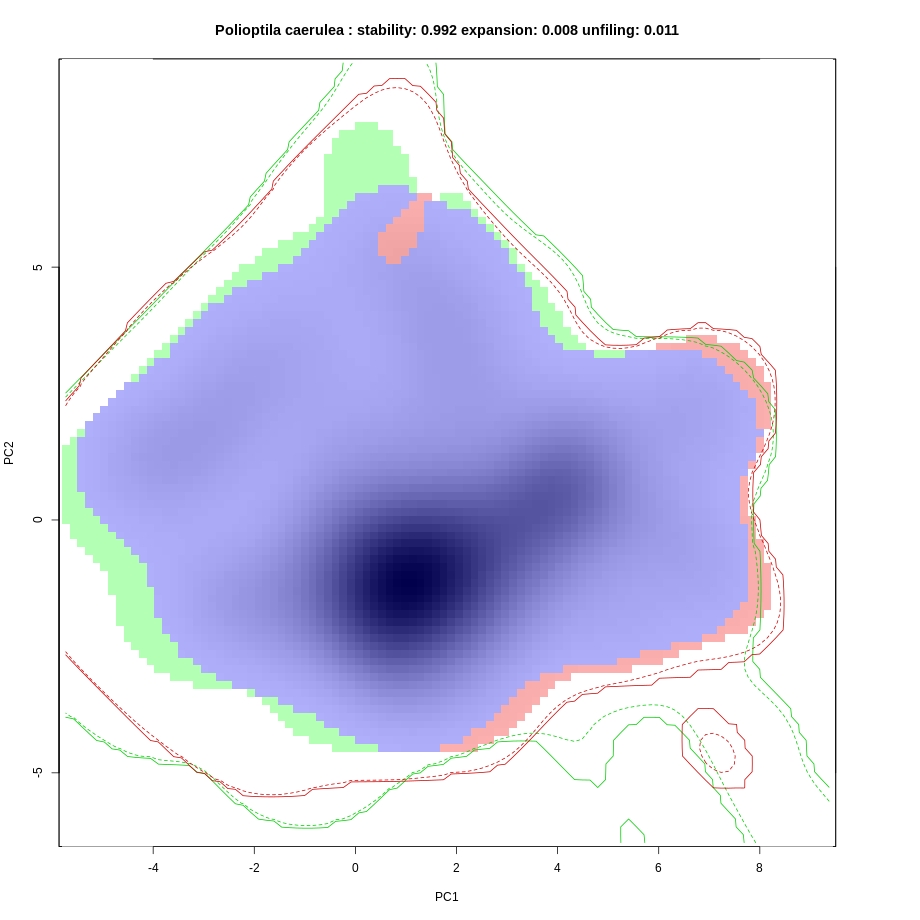 Polioptila caerulea : stability: 0.992 expansion: 0.008 unfiling: 0.011
5
0
-5
PC2
-4 -2 0 2 4 6 8
PC1